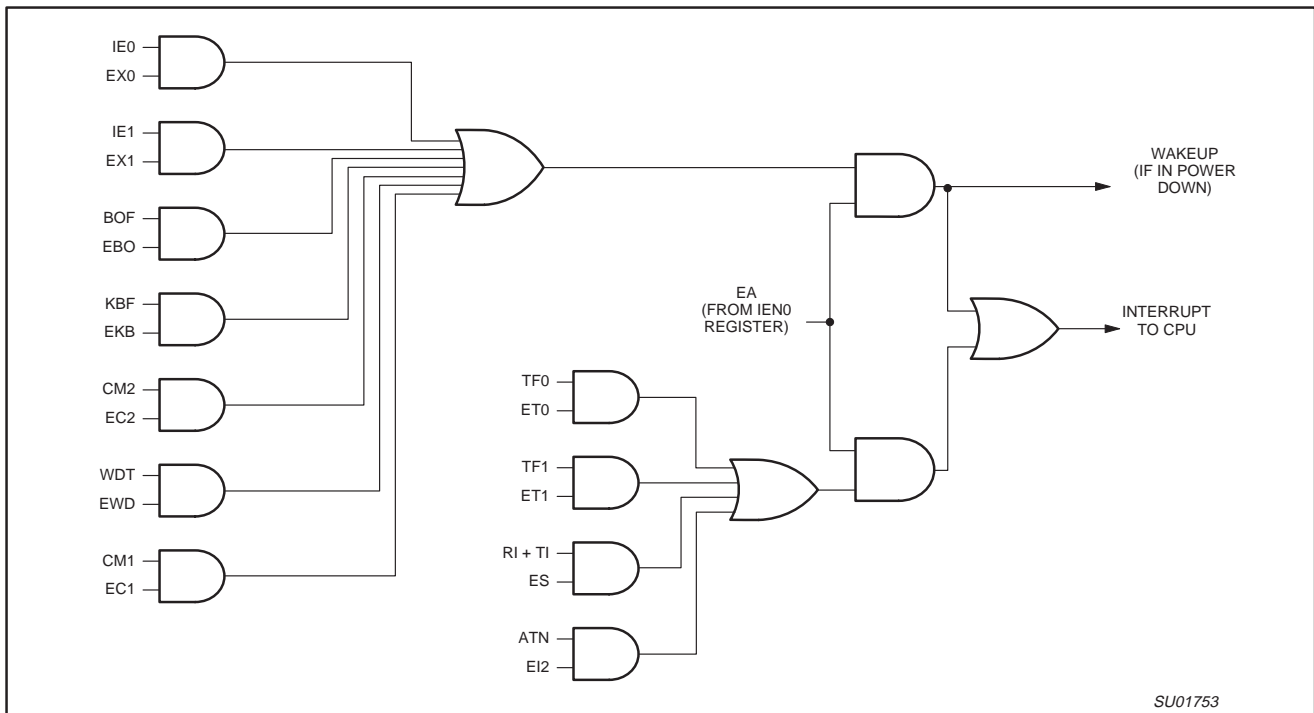 IE0
EX0
IE1
EX1
BOF
EBO
KBF
EKB
CM2
EC2
WDT
EWD
CM1
EC1
EA
(FROM IEN0
REGISTER)
TF0
ET0
TF1
ET1
RI + TI
ES
ATN
EI2
WAKEUP
(IF IN POWER
DOWN)
INTERRUPT
TO CPU
SU01753